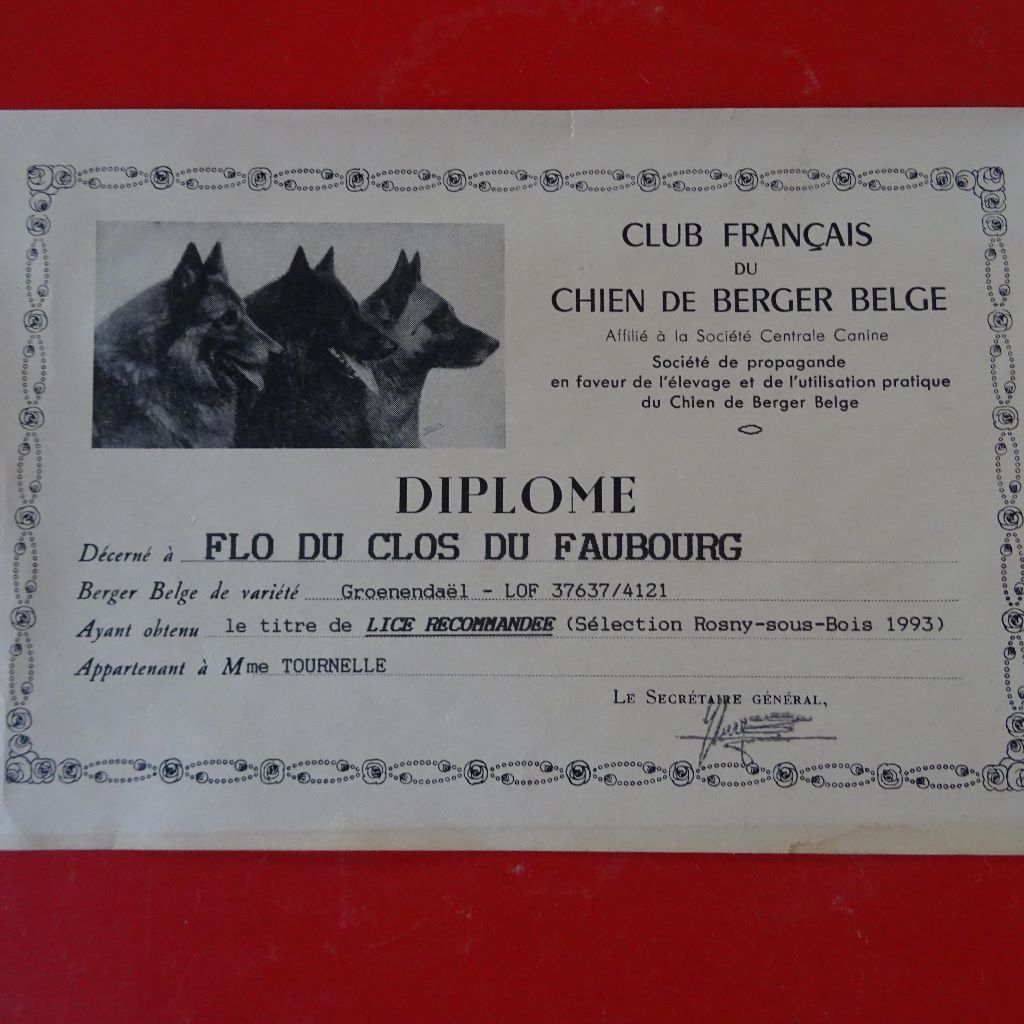 CLUB FRANÇAIS
DU
CHIEN DE BERGER BELGE
Affilié à la Société Centrale Canine
Société de propagande
en faveur de l'élevage et de l'utilisation pratique
du Chien de Berger Belge
DIPLOME
Décerné à FLO DU CLOS DU FAUBOURG
Berger Belge de variété Groenendaël - LOF 37637/4121
Ayant obtenu le titre de LICE RECOMMANDEE (Sélection Rosny-sous-Bois 1993)
Appartenant à Mme TOURNELLE
LE SECRÉTAIRE GÉNÉRAL,